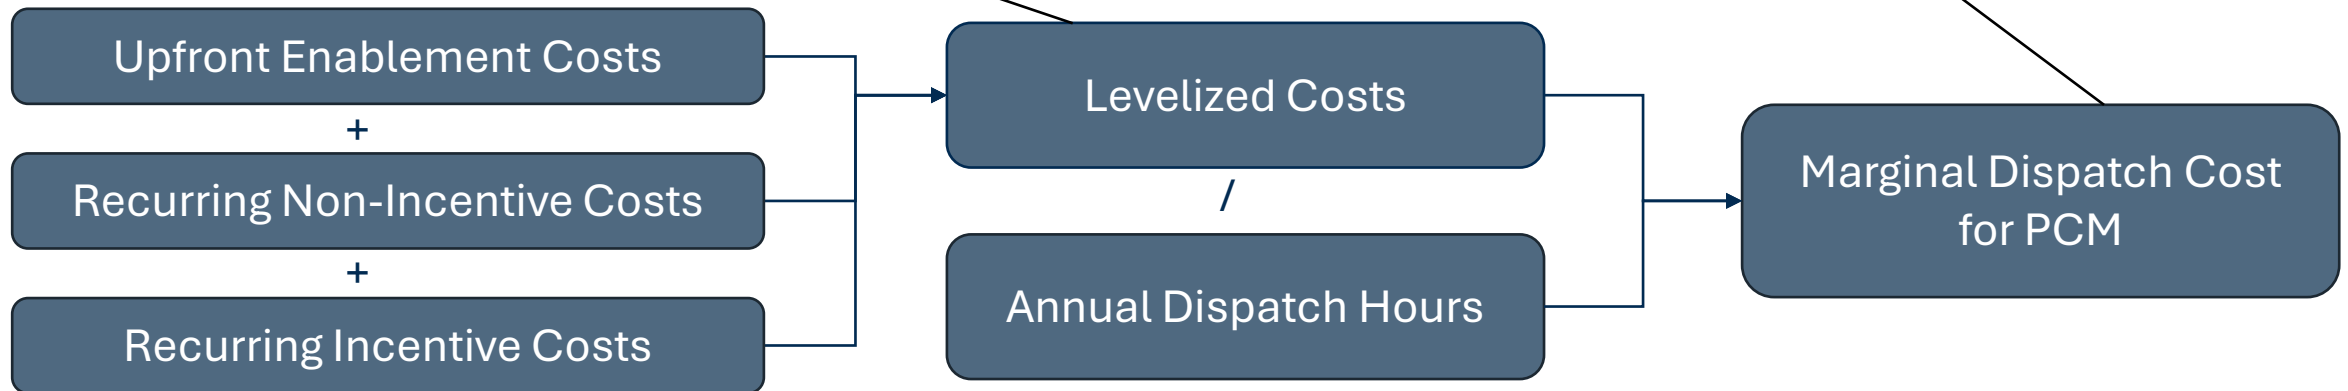 Upfront Enablement Costs
+
Recurring Non-Incentive Costs
+
Recurring Incentive Costs
Levelized Costs
/
Annual Dispatch Hours
Marginal Dispatch Cost
for PCM